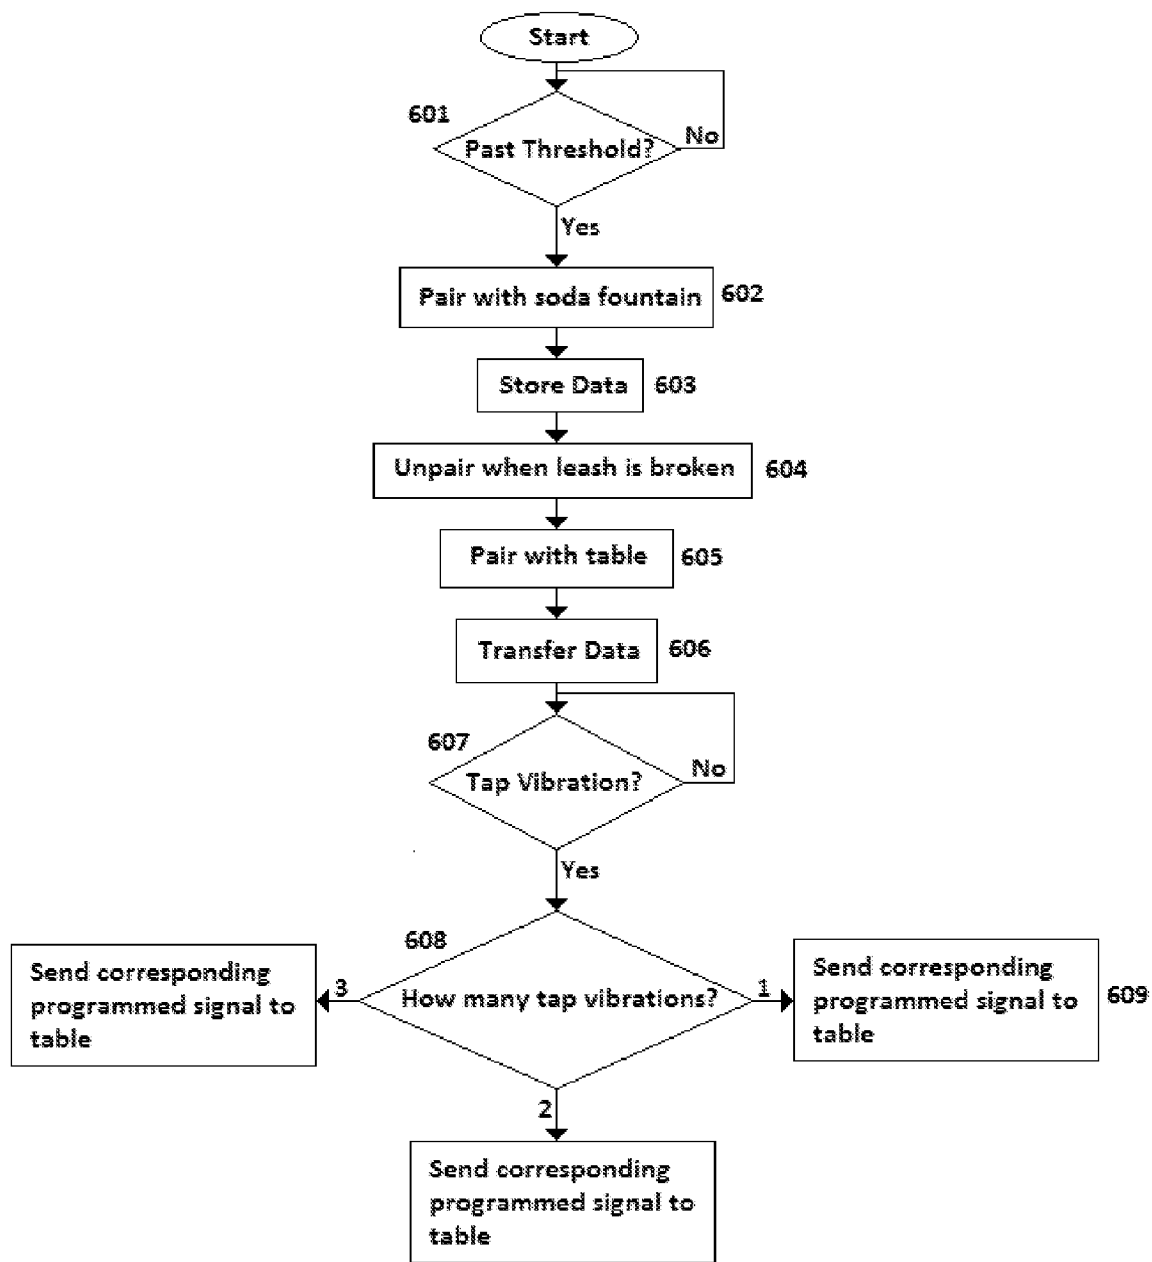 Start
601
Past Threshold?
No
Yes
Pair with soda fountain
602
Store Data
603
Unpair when leash is broken
604
Pair with table
605
Transfer Data
606
607
Tap Vibration?
No
Yes
608
How many tap vibrations?
3
1
2
Send corresponding
programmed signal to
table
Send corresponding
programmed signal to
table
609
Send corresponding
programmed signal to
table